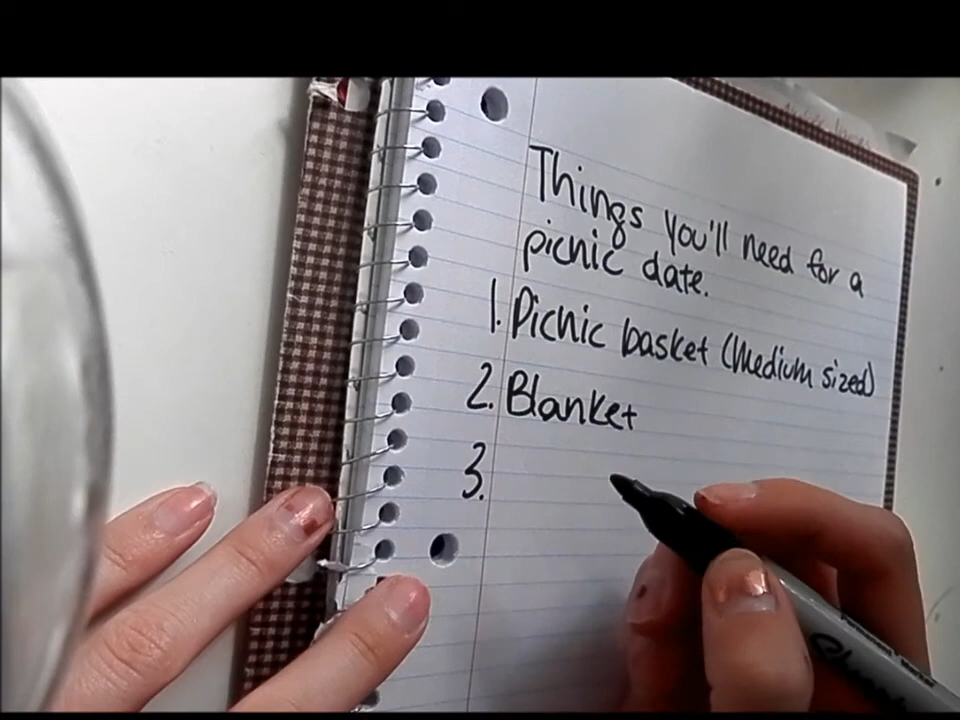 Things you'll need for a
picnic date.
1. Picnic basket (Medium sized)
2. Blanket
3.